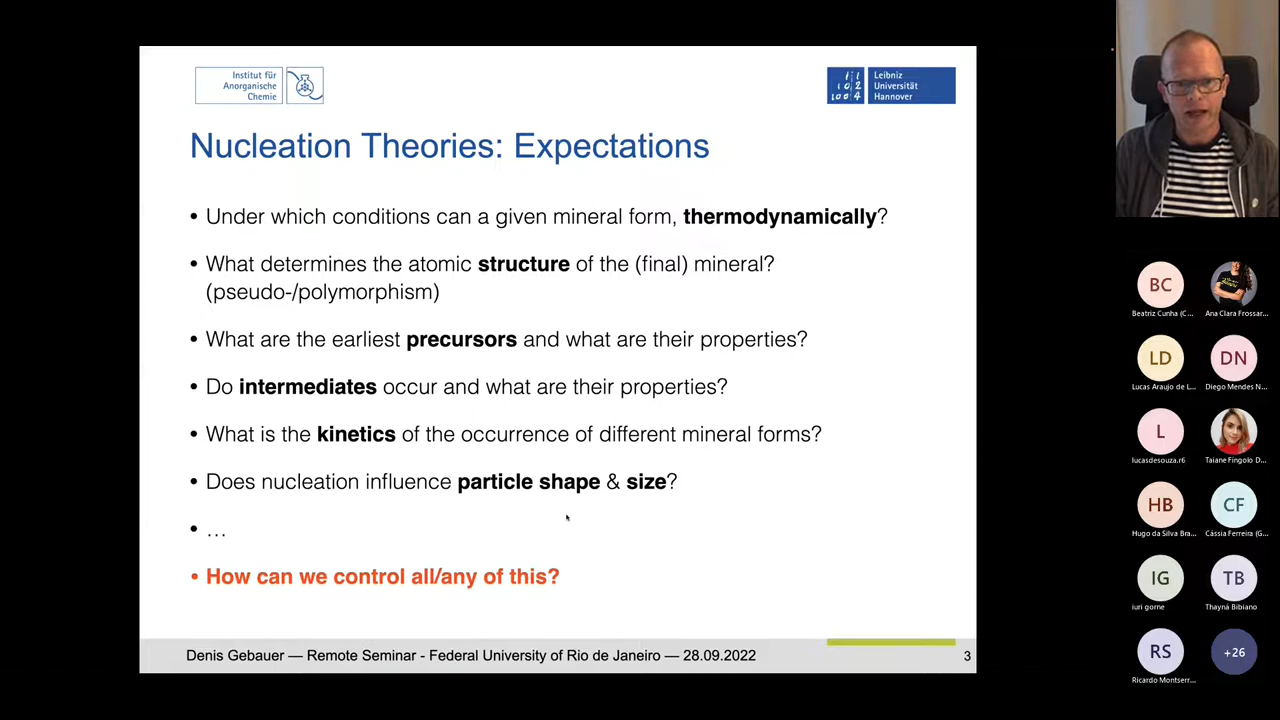 Institut für
Anorganische
Chemie
Leibniz
Universität
Hannover
Nucleation Theories: Expectations
• Under which conditions can a given mineral form, thermodynamically?
• What determines the atomic structure of the (final) mineral?
(pseudo-/polymorphism)
• What are the earliest precursors and what are their properties?
• Do intermediates occur and what are their properties?
• What is the kinetics of the occurrence of different mineral forms?
• Does nucleation influence particle shape & size?
• …
• How can we control all/any of this?
Denis Gebauer — Remote Seminar - Federal University of Rio de Janeiro — 28.09.2022
3
BC
Beatriz Cunha (C...
Ana Clara Frossar...
LD
Lucas Araujo de L...
DN
Diego Mendes N...
L
lucasdesouza.r6
Taiane Fingolo D...
HB
Hugo da Silva Bra...
CF
Cássia Ferreira (G...
IG
iuri gorne
TB
Thayná Bibiano
RS
Ricardo Montserr...
+26